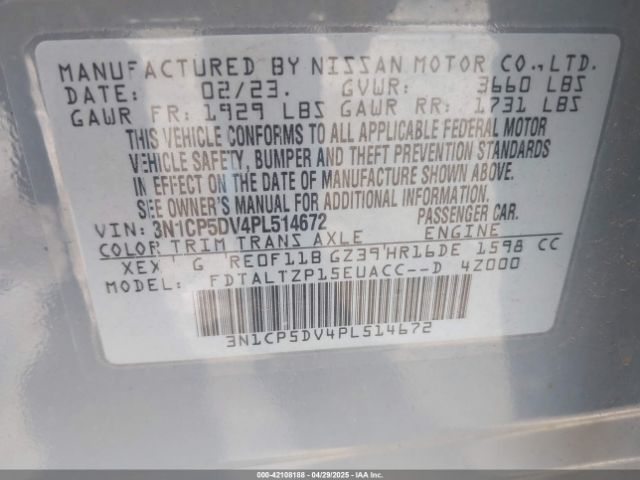 MANUFACTURED BY NISSAN MOTOR CO.,LTD.
DATE: 02/23. GVWR: 3660 LBS
GAWR FR: 1929 LBS GAWR RR: 1731 LBS
THIS VEHICLE CONFORMS TO ALL APPLICABLE FEDERAL MOTOR
VEHICLE SAFETY, BUMPER AND THEFT PREVENTION STANDARDS
IN EFFECT ON THE DATE OF MANUFACTURE SHOWN ABOVE.
SEE OWNER'S MANUAL FOR ADDITIONAL INFORMATION.
VIN: 3N1CP5DV4PL514672 PASSENGER CAR.
COLOR TRIM TRANS AXLE ENGINE
XEX G RE0F11B GZ39 HR16DE 1598 CC
MODEL: FDTALTZP15EUACC--D 4Z000
3N1CP5DV4PL514672
000-42108188 - 04/29/2025 - IAAI.COM